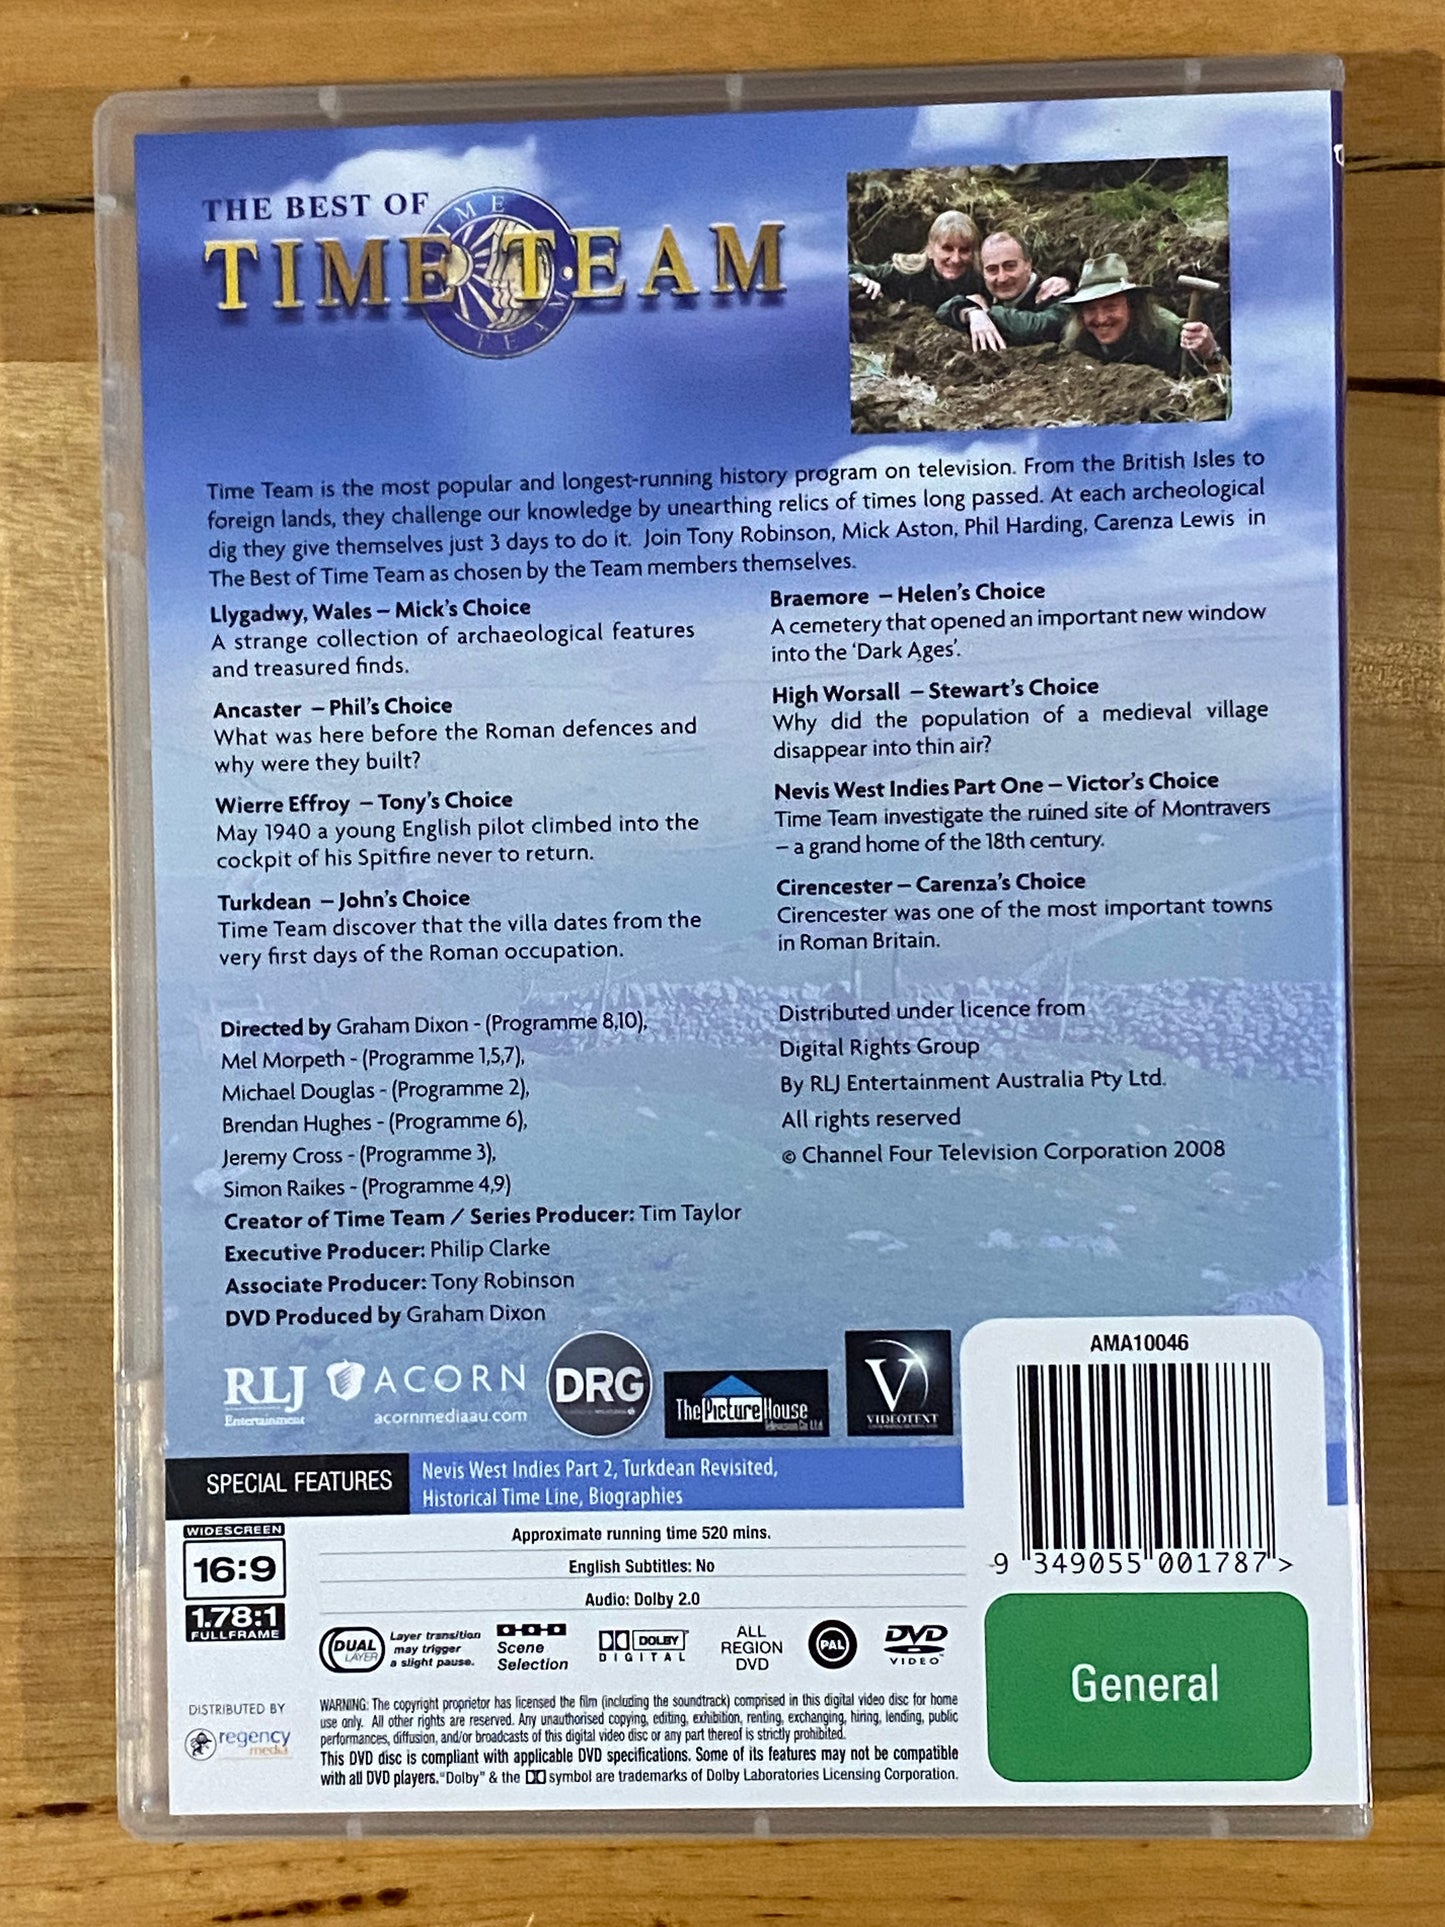 THE BEST OF
TIME TEAM
TIME
TEAM
Time Team is the most popular and longest-running history program on television. From the British Isles to
foreign lands, they challenge our knowledge by unearthing relics of times long passed. At each archeological
dig they give themselves just 3 days to do it. Join Tony Robinson, Mick Aston, Phil Harding, Carenza Lewis in
The Best of Time Team as chosen by the Team members themselves.
Llygadwy, Wales – Mick's Choice
A strange collection of archaeological features
and treasured finds.
Ancaster – Phil's Choice
What was here before the Roman defences and
why were they built?
Wierre Effroy – Tony's Choice
May 1940 a young English pilot climbed into the
cockpit of his Spitfire never to return.
Turkdean – John's Choice
Time Team discover that the villa dates from the
very first days of the Roman occupation.
Braemore – Helen's Choice
A cemetery that opened an important new window
into the 'Dark Ages'.
High Worsall – Stewart's Choice
Why did the population of a medieval village
disappear into thin air?
Nevis West Indies Part One – Victor's Choice
Time Team investigate the ruined site of Montravers
– a grand home of the 18th century.
Cirencester – Carenza's Choice
Cirencester was one of the most important towns
in Roman Britain.
Directed by Graham Dixon - (Programme 8,10),
Mel Morpeth - (Programme 1,5,7),
Michael Douglas - (Programme 2),
Brendan Hughes - (Programme 6),
Jeremy Cross - (Programme 3),
Simon Raikes - (Programme 4,9)
Creator of Time Team / Series Producer: Tim Taylor
Executive Producer: Philip Clarke
Associate Producer: Tony Robinson
DVD Produced by Graham Dixon
Distributed under licence from
Digital Rights Group
By RLJ Entertainment Australia Pty Ltd.
All rights reserved
© Channel Four Television Corporation 2008
RLJ
Entertainment
ACORN
acornmediaau.com
DRG
The Picture House
Television Co Ltd
V
VIDEOTEXT
AMA10046
9 349055 001787 >
SPECIAL FEATURES
Nevis West Indies Part 2, Turkdean Revisited,
Historical Time Line, Biographies
WIDESCREEN
16:9
1.78:1
FULLFRAME
Approximate running time 520 mins.
English Subtitles: No
Audio: Dolby 2.0
DUAL
LAYER
Layer transition
may trigger
a slight pause.
Scene
Selection
DOLBY
DIGITAL
ALL
REGION
DVD
PAL
DVD
VIDEO
General
DISTRIBUTED BY
regency
media
WARNING: The copyright proprietor has licensed the film (including the soundtrack) comprised in this digital video disc for home
use only. All other rights are reserved. Any unauthorised copying, editing, exhibition, renting, exchanging, hiring, lending, public
performances, diffusion, and/or broadcasts of this digital video disc or any part thereof is strictly prohibited.
This DVD disc is compliant with applicable DVD specifications. Some of its features may not be compatible
with all DVD players. "Dolby" & the symbol are trademarks of Dolby Laboratories Licensing Corporation.